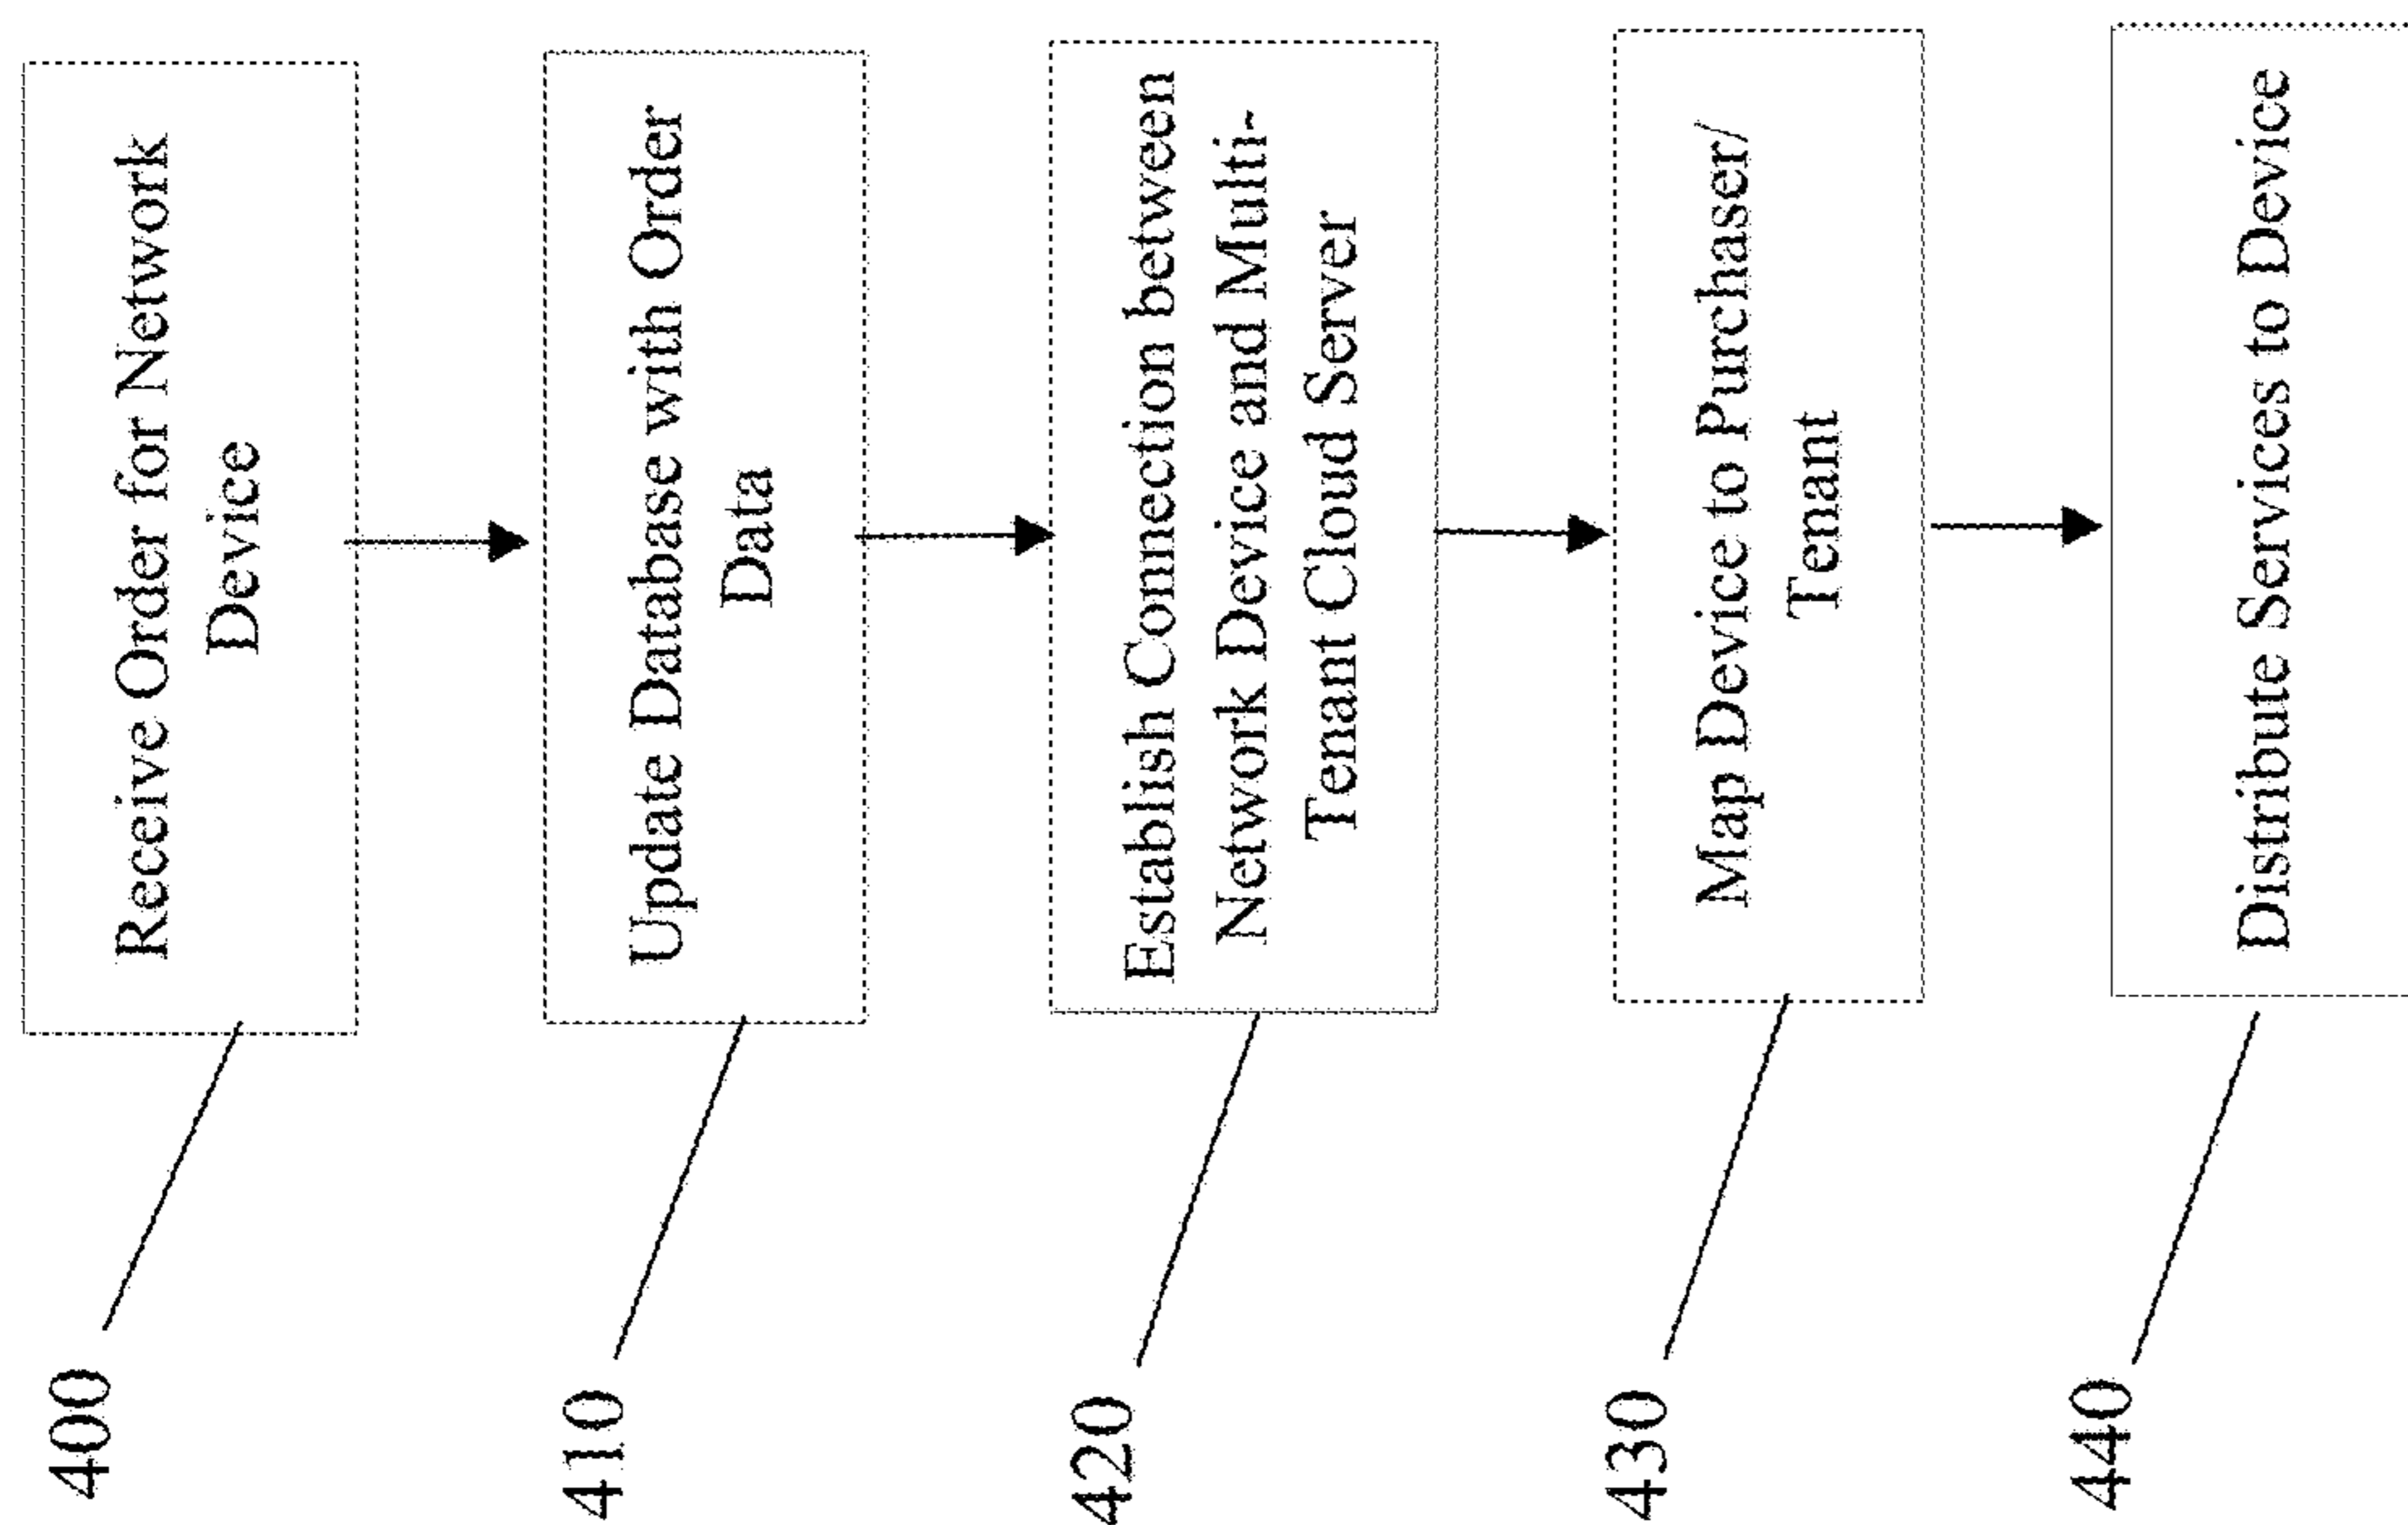 400
Receive Order for Network
Device
410
Update Database with Order
Data
420
Establish Connection between
Network Device and Multi-
Tenant Cloud Server
430
Map Device to Purchaser/
Tenant
440
Distribute Services to Device